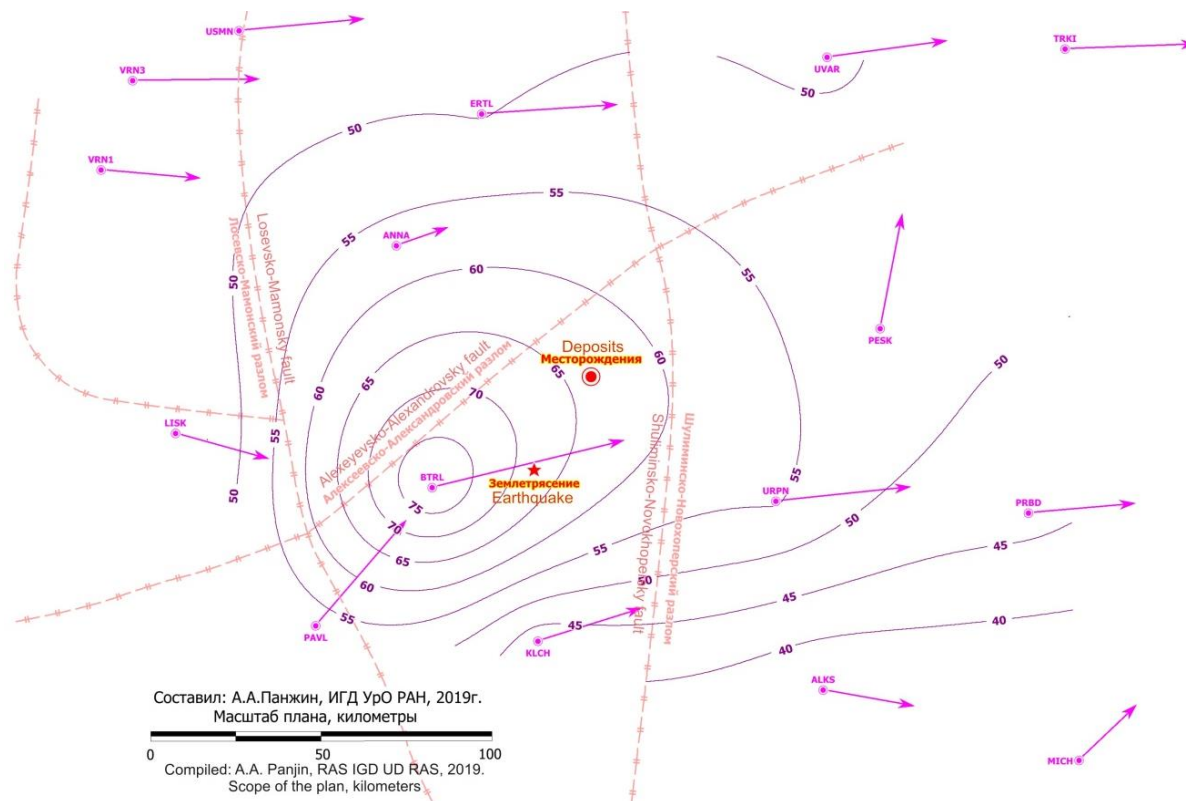 USMN
TRKI
UVAR
VRN3
50
50
ERTL
50
VRN1
55
55
ANNA
50
60
55
Losevsko-Mamonsky fault
Лосевско-Мамонский разлом
PESK
Deposits
Месторождения
60
65
60
65
50
Alexeyevsko-Alexandrovsky fault
Алексеевско-Александровский разлом
70
LISK
55
Shuliminsko-Novokhopersky fault
Шулиминско-Новохоперский разлом
BTRL
Землетрясение
Earthquake
55
50
URPN
75
PRBD
70
50
55
45
65
60
50
45
55
45
PAVL
KLCH
40
40
ALKS
MICH
Составил: А.А.Панжин, ИГД УрО РАН, 2019г.
Масштаб плана, километры
0 50 100
Compiled: A.A. Panjin, RAS IGD UD RAS, 2019.
Scope of the plan, kilometers